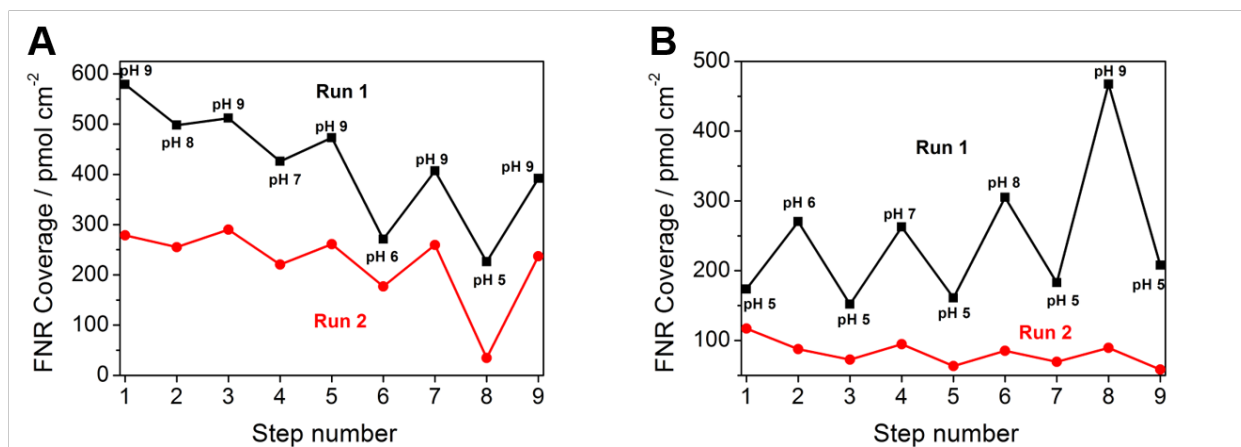 A
FNR Coverage / pmol cm⁻²
600
500
400
300
200
100
0
pH 9
pH 8
pH 9
pH 7
pH 9
pH 6
pH 9
pH 5
pH 9
Run 1
Run 2
1 2 3 4 5 6 7 8 9
Step number
B
FNR Coverage / pmol cm⁻²
500
400
300
200
100
pH 5
pH 6
pH 5
pH 7
pH 5
pH 8
pH 5
pH 9
pH 5
Run 1
Run 2
1 2 3 4 5 6 7 8 9
Step number